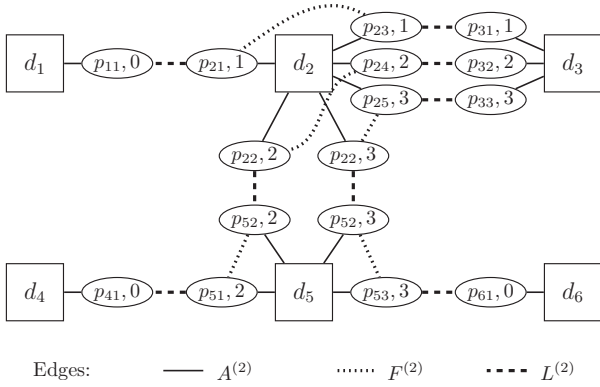 p₂₃, 1 p₃₁, 1
d₁ p₁₁, 0 p₂₁, 1 d₂ p₂₄, 2 p₃₂, 2 d₃
p₂₅, 3 p₃₃, 3
p₂₂, 2 p₂₂, 3
p₅₂, 2 p₅₂, 3
d₄ p₄₁, 0 p₅₁, 2 d₅ p₅₃, 3 p₆₁, 0 d₆
Edges: A⁽²⁾ F⁽²⁾ L⁽²⁾